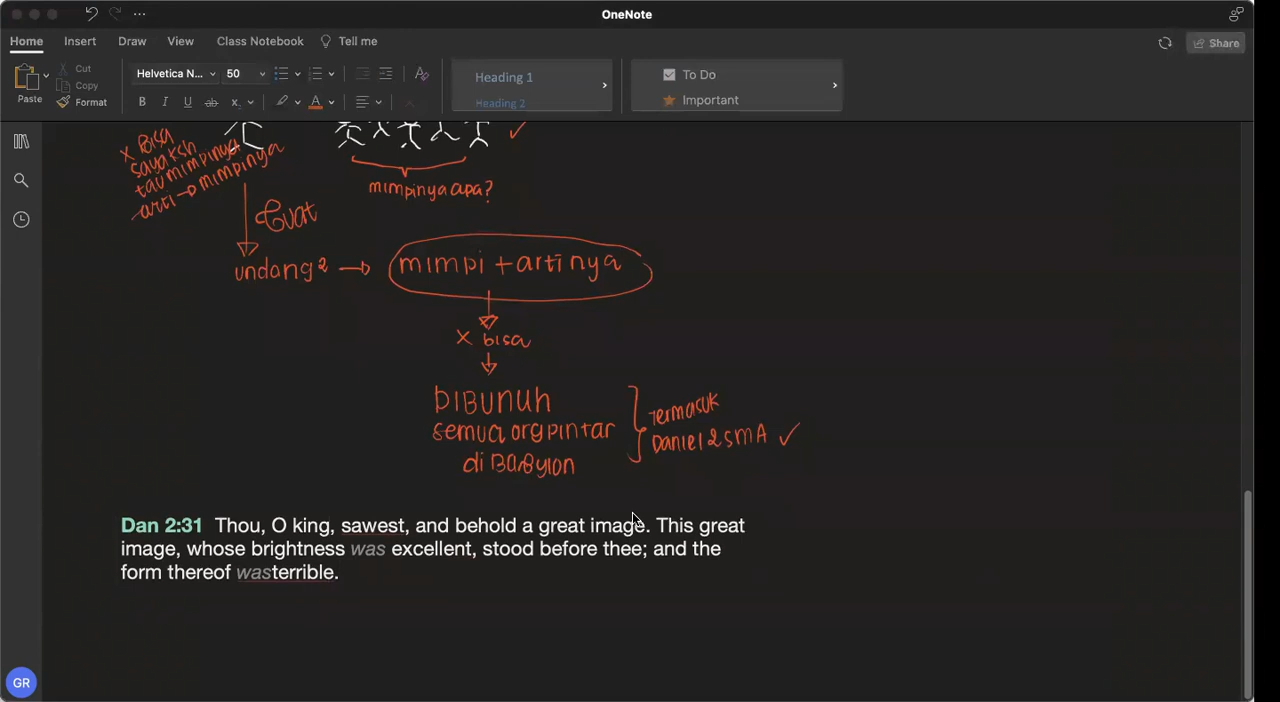 OneNote
Home Insert Draw View Class Notebook Tell me
Share
Paste
Cut
Copy
Format
Helvetica N... 50
B I U ab x
A
Heading 1
Heading 2
To Do
Important
x Bisa
saya ksh
tau mimpinya
arti → mimpinya
mimpinya apa?
undang² → mimpi + artinya
x bisa
DIBUNUH
semua org pintar
di Babylon
Termasuk
Daniel 2 SMA ✓
Dan 2:31 Thou, O king, sawest, and behold a great image. This great
image, whose brightness was excellent, stood before thee; and the
form thereof wasterrible.
GR